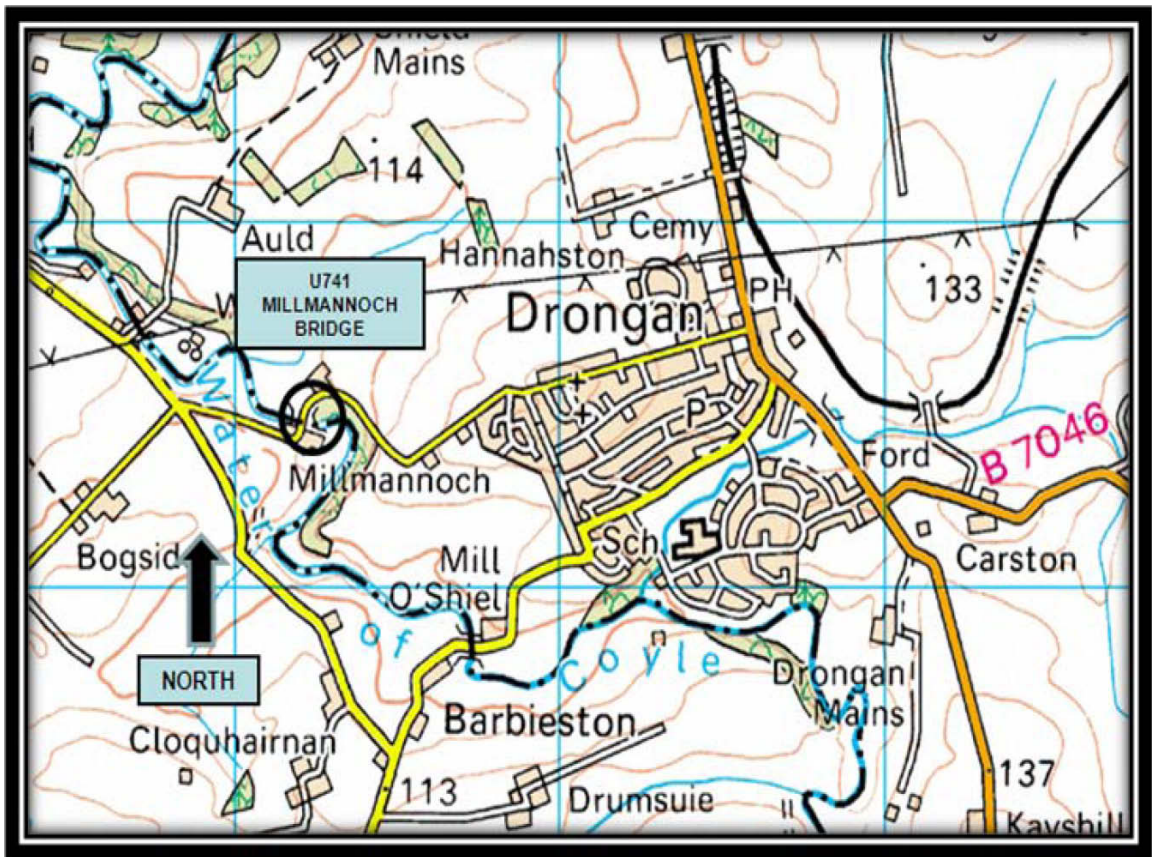 Mains
114
Auld
Cemy
Hannahston
U741
MILLMANNOCH
BRIDGE
PH
133
Drongan
P
Ford
B 7046
Millmannoch
Water
Bogsid
Sch
Mill
O'Shiel
Carston
of
Coyle
NORTH
Drongan
Mains
Barbieston
Cloquhairnan
113
Drumsuie
137
Kayshill